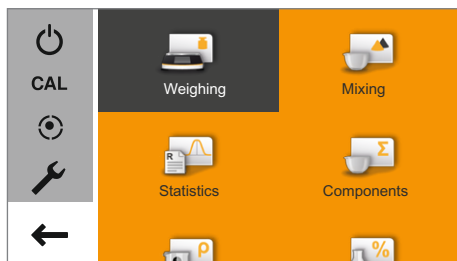 CAL
Weighing
Mixing
R
Σ
Statistics
Components
ρ
%